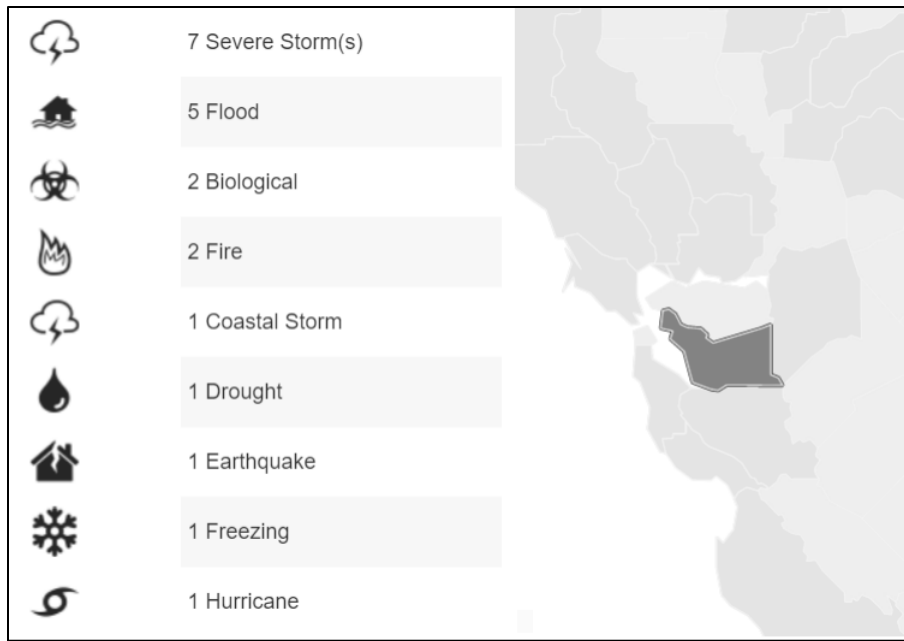 7 Severe Storm(s)
5 Flood
2 Biological
2 Fire
1 Coastal Storm
1 Drought
1 Earthquake
1 Freezing
1 Hurricane